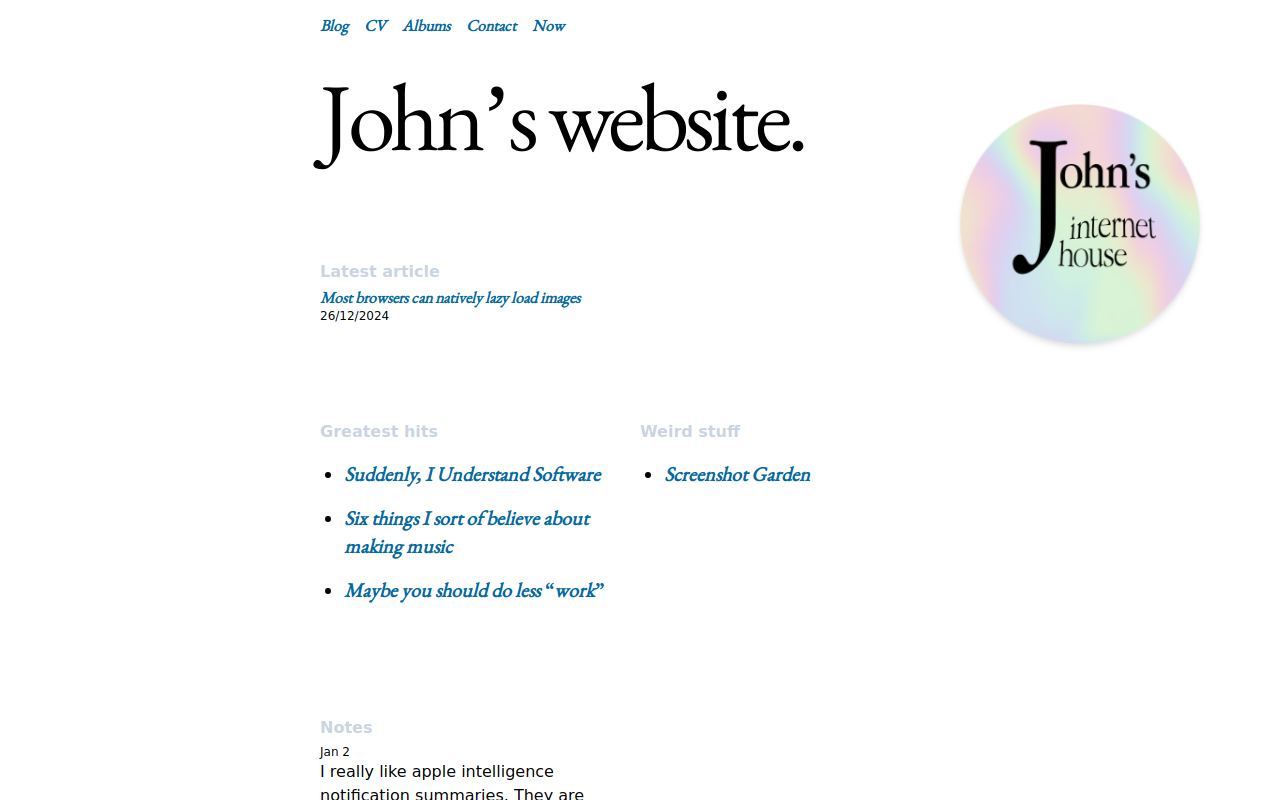 Blog CV Albums Contact Now
John’s website.
John's
internet
house
Latest article
Most browsers can natively lazy load images
26/12/2024
Greatest hits
Suddenly, I Understand Software
Six things I sort of believe about
making music
Maybe you should do less “work”
Weird stuff
Screenshot Garden
Notes
Jan 2
I really like apple intelligence
notification summaries. They are